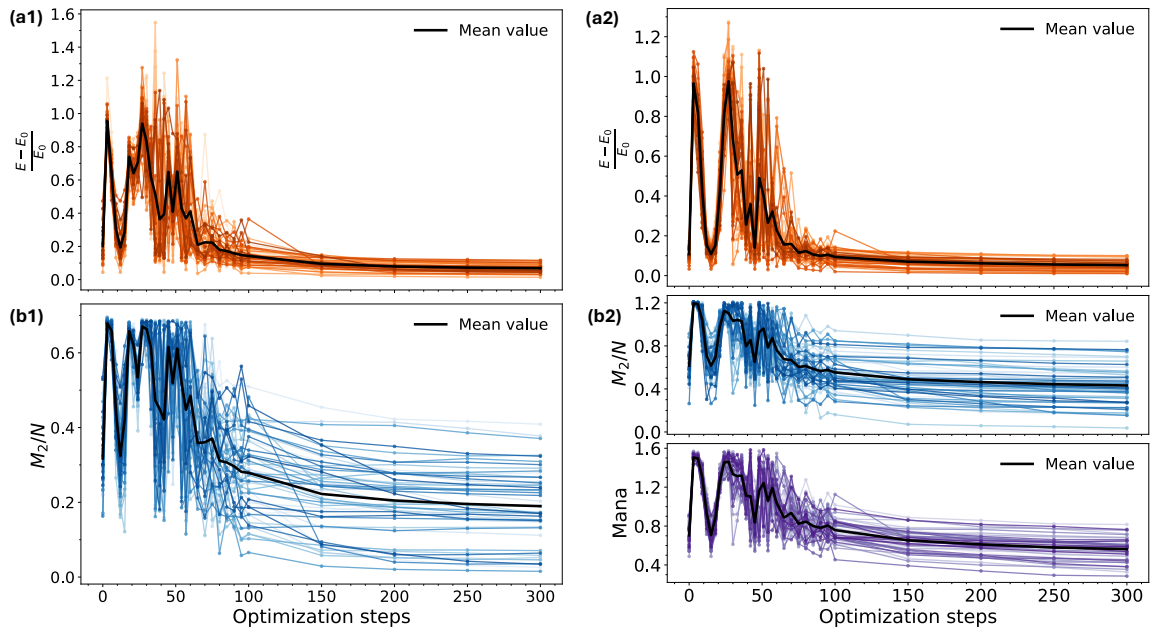 (a1)
1.6
1.4
1.2
1.0
0.8
0.6
0.4
0.2
0.0
E − E₀
E₀
Mean value
(a2)
1.2
1.0
0.8
0.6
0.4
0.2
0.0
E − E₀
E₀
Mean value
(b1)
0.6
0.4
0.2
0.0
M₂/N
Mean value
0 50 100 150 200 250 300
Optimization steps
(b2)
1.2
0.8
0.4
0.0
M₂/N
Mean value
1.6
1.2
0.8
0.4
Mana
Mean value
0 50 100 150 200 250 300
Optimization steps